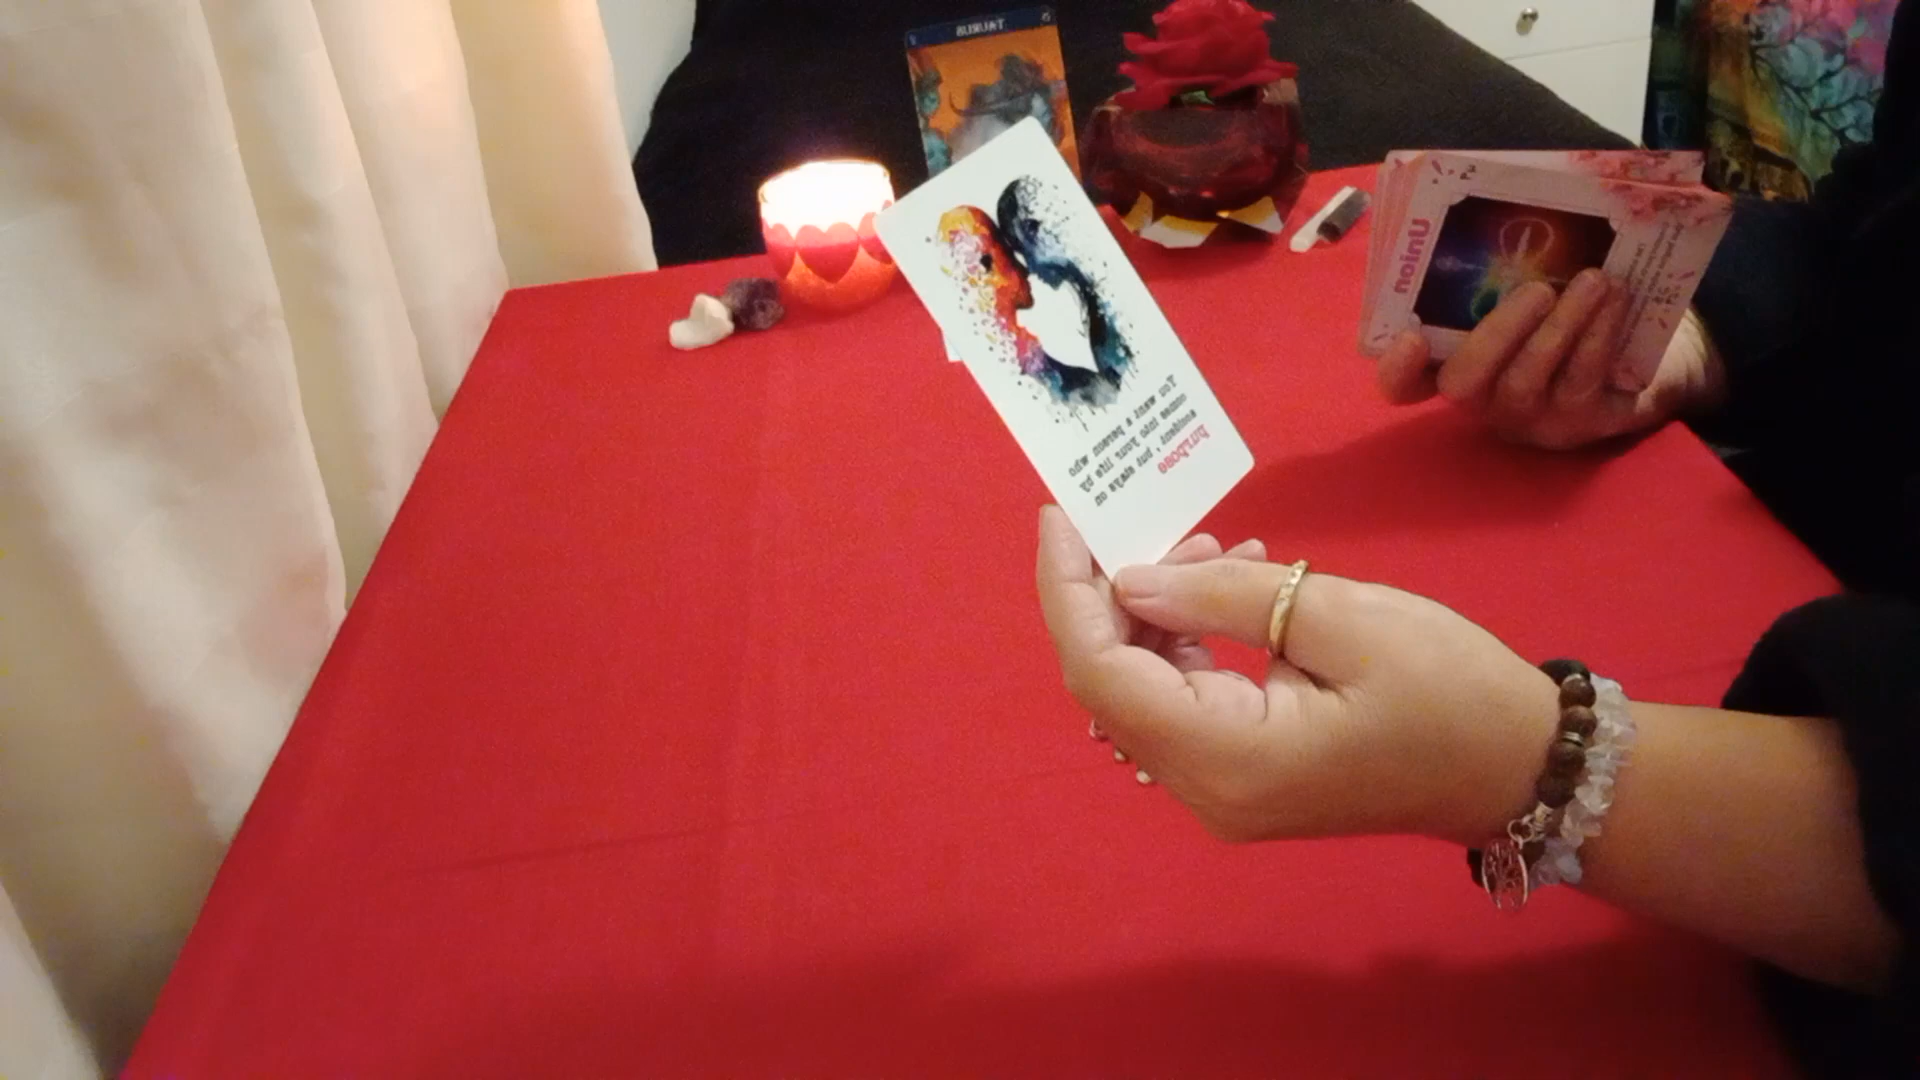 TAURUS
You want a person who
comes into your life by
accident, but stays on
purpose
Union